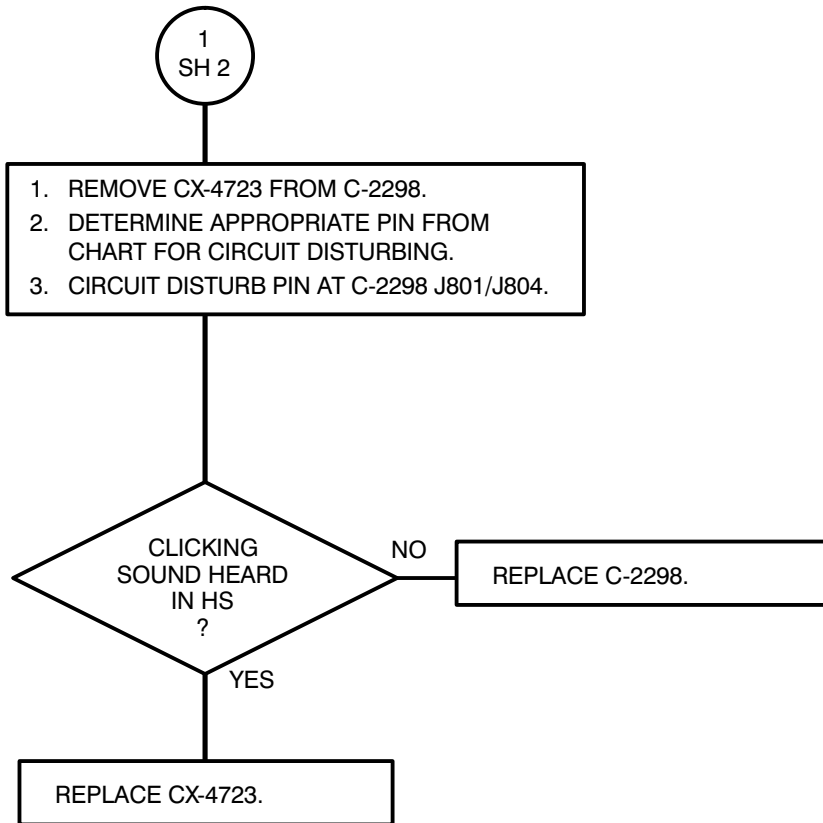 1
SH 2
1. REMOVE CX-4723 FROM C-2298.
2. DETERMINE APPROPRIATE PIN FROM
CHART FOR CIRCUIT DISTURBING.
3. CIRCUIT DISTURB PIN AT C-2298 J801/J804.
CLICKING
SOUND HEARD
IN HS
?
NO
REPLACE C-2298.
YES
REPLACE CX-4723.